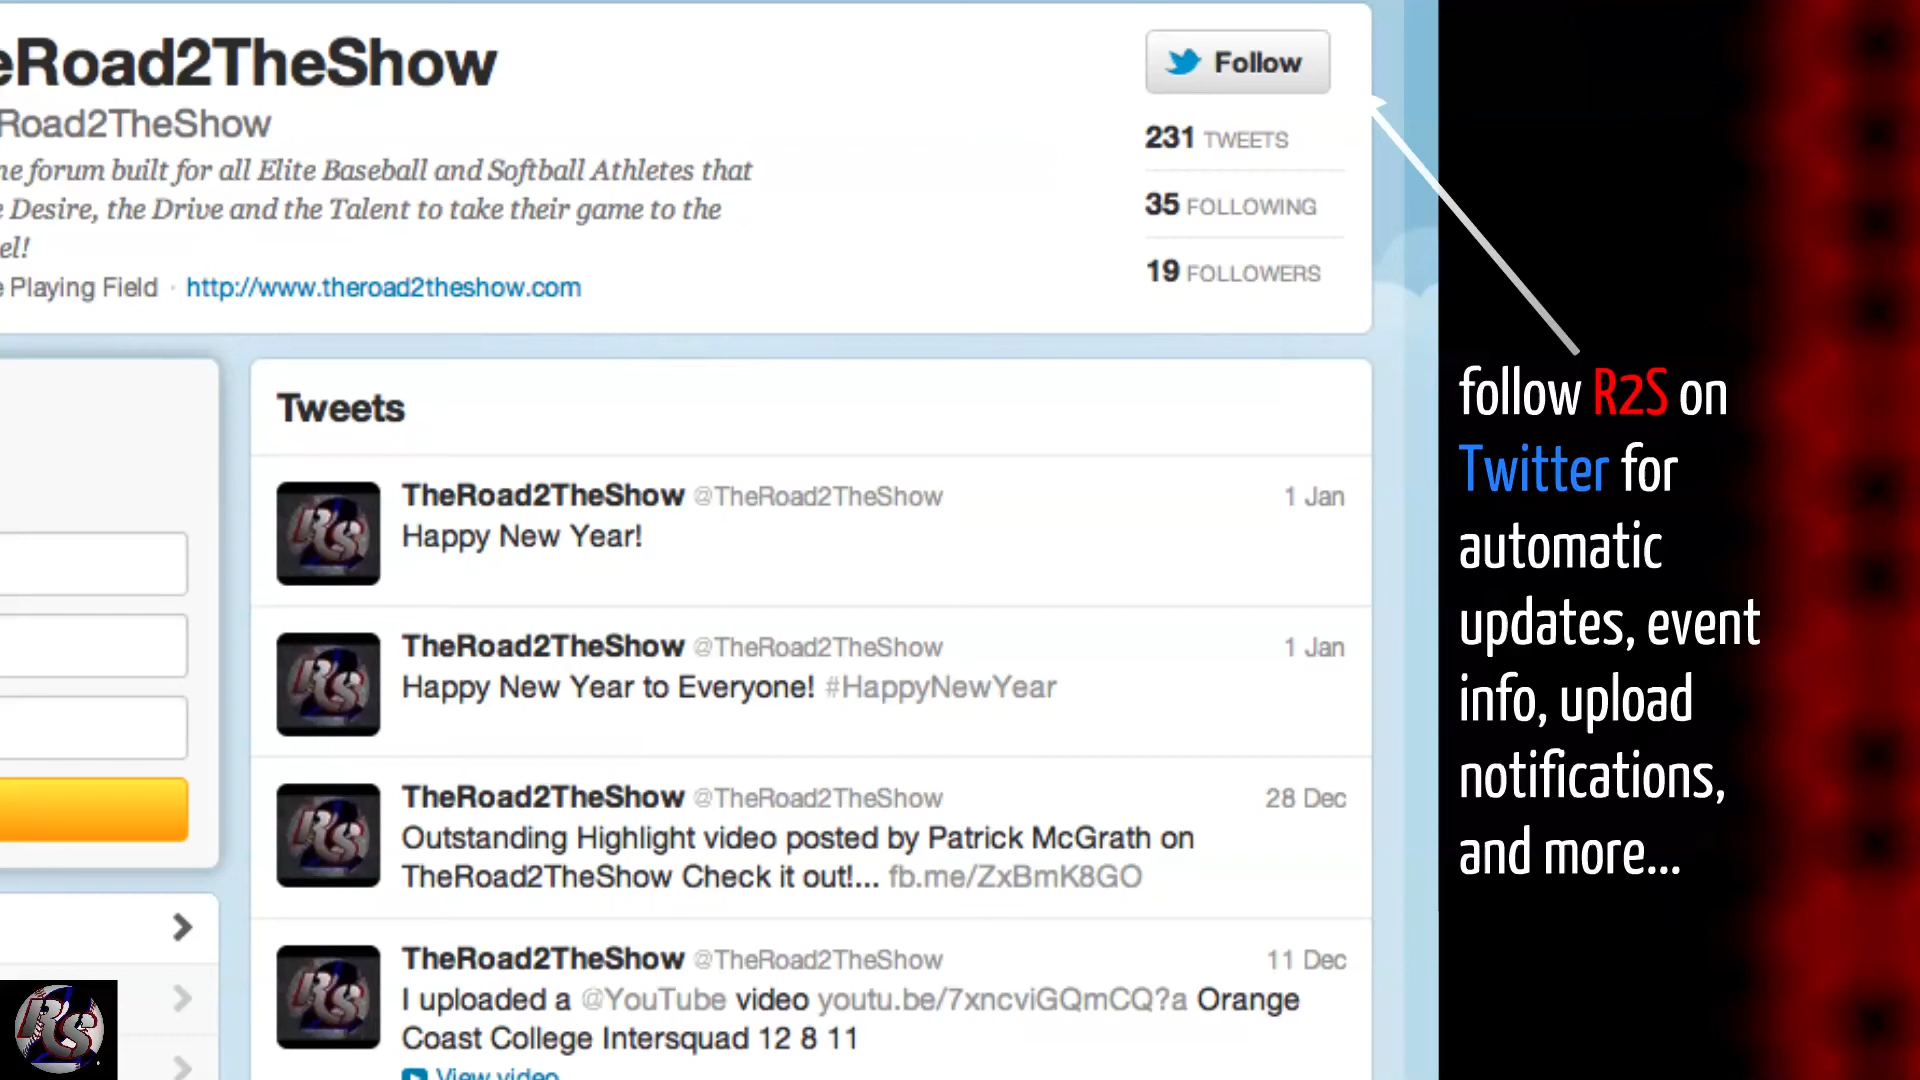 eRoad2TheShow
Follow
Road2TheShow
231 TWEETS
ne forum built for all Elite Baseball and Softball Athletes that
e Desire, the Drive and the Talent to take their game to the
el!
35 FOLLOWING
e Playing Field · http://www.theroad2theshow.com
19 FOLLOWERS
Tweets
TheRoad2TheShow @TheRoad2TheShow 1 Jan
Happy New Year!
TheRoad2TheShow @TheRoad2TheShow 1 Jan
Happy New Year to Everyone! #HappyNewYear
TheRoad2TheShow @TheRoad2TheShow 28 Dec
Outstanding Highlight video posted by Patrick McGrath on
TheRoad2TheShow Check it out!... fb.me/ZxBmK8GO
TheRoad2TheShow @TheRoad2TheShow 11 Dec
I uploaded a @YouTube video youtu.be/7xncviGQmCQ?a Orange
Coast College Intersquad 12 8 11
View video
follow R2S on
Twitter for
automatic
updates, event
info, upload
notifications,
and more...
R2S